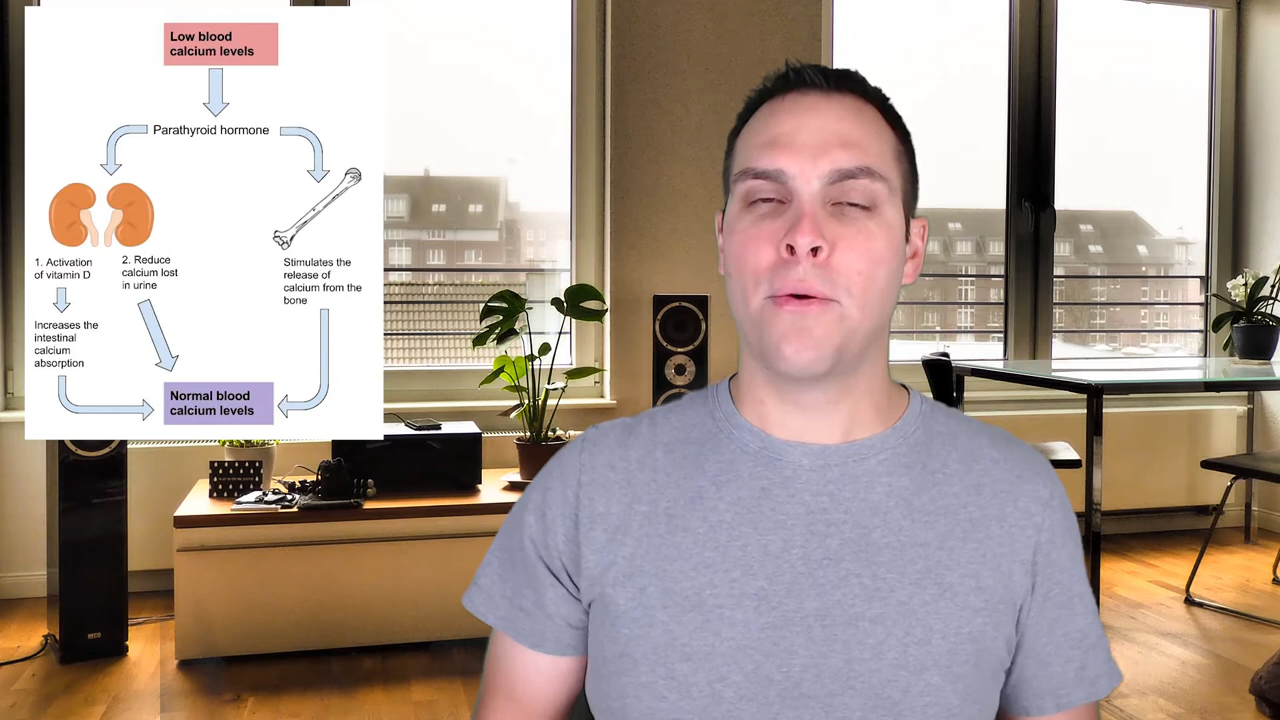 Low blood
calcium levels
Parathyroid hormone
1. Activation
of vitamin D
2. Reduce
calcium lost
in urine
Stimulates the
release of
calcium from the
bone
Increases the
intestinal
calcium
absorption
Normal blood
calcium levels
HECO